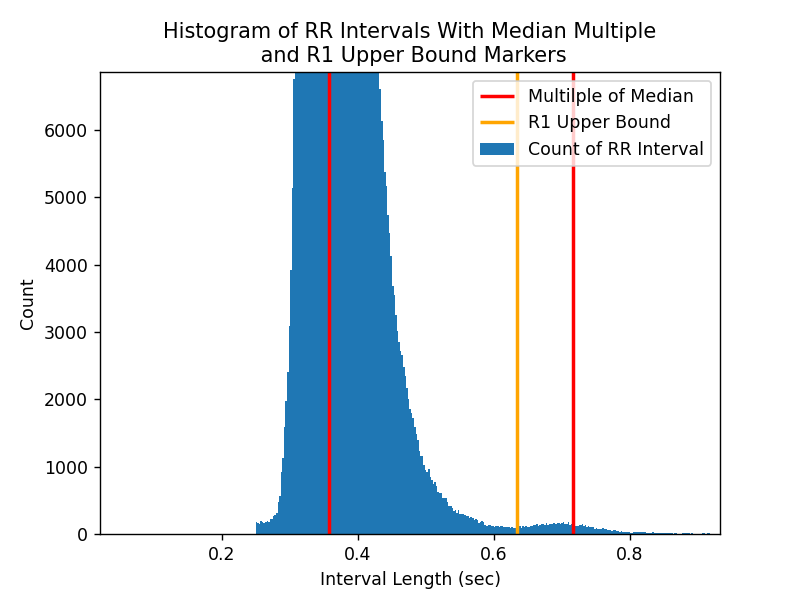 Histogram of RR Intervals With Median Multiple
and R1 Upper Bound Markers
Multilple of Median
R1 Upper Bound
Count of RR Interval
Count
6000
5000
4000
3000
2000
1000
0
0.2 0.4 0.6 0.8
Interval Length (sec)